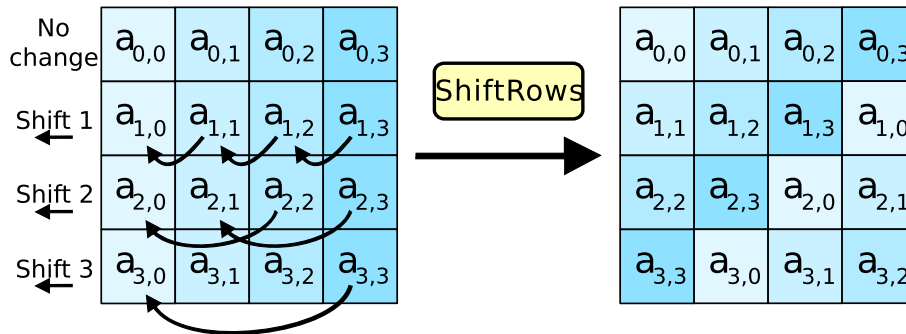 No
change
a0,0 a0,1 a0,2 a0,3
a0,0 a0,1 a0,2 a0,3
ShiftRows
Shift 1
a1,0 a1,1 a1,2 a1,3
a1,1 a1,2 a1,3 a1,0
Shift 2
a2,0 a2,1 a2,2 a2,3
a2,2 a2,3 a2,0 a2,1
Shift 3
a3,0 a3,1 a3,2 a3,3
a3,3 a3,0 a3,1 a3,2